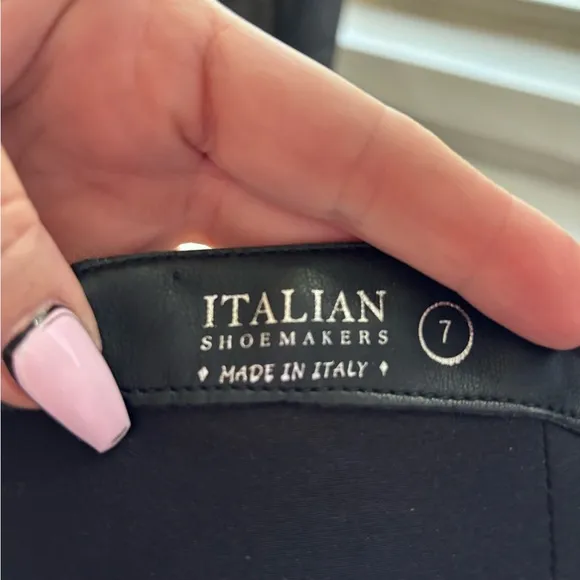 ITALIAN
SHOEMAKERS
♦ MADE IN ITALY ♦
7